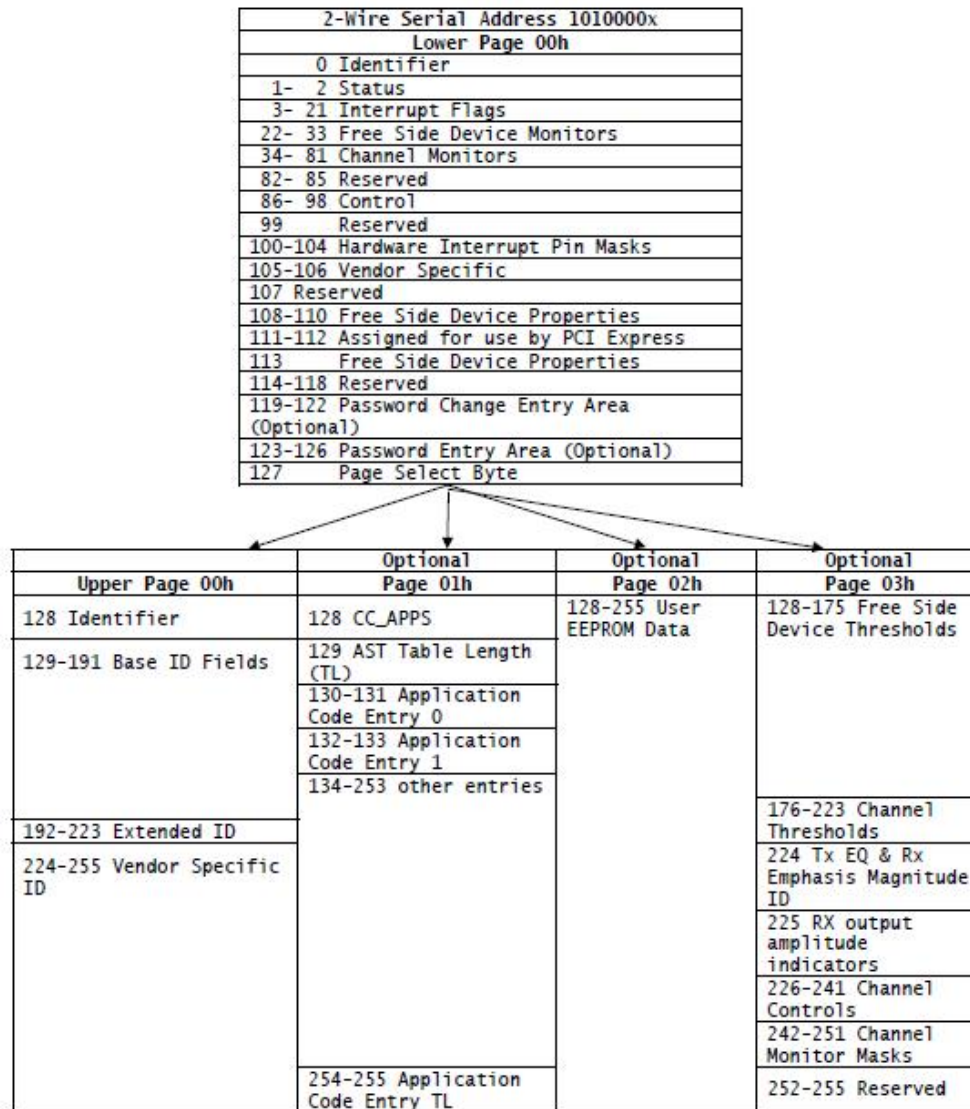 2-Wire Serial Address 1010000x
Lower Page 00h
0 Identifier
1- 2 Status
3- 21 Interrupt Flags
22- 33 Free Side Device Monitors
34- 81 Channel Monitors
82- 85 Reserved
86- 98 Control
99 Reserved
100-104 Hardware Interrupt Pin Masks
105-106 Vendor Specific
107 Reserved
108-110 Free Side Device Properties
111-112 Assigned for use by PCI Express
113 Free Side Device Properties
114-118 Reserved
119-122 Password Change Entry Area
(Optional)
123-126 Password Entry Area (Optional)
127 Page Select Byte
Upper Page 00h
128 Identifier
129-191 Base ID Fields
192-223 Extended ID
224-255 Vendor Specific
ID
Optional
Page 01h
128 CC_APPS
129 AST Table Length
(TL)
130-131 Application
Code Entry 0
132-133 Application
Code Entry 1
134-253 other entries
254-255 Application
Code Entry TL
Optional
Page 02h
128-255 User
EEPROM Data
Optional
Page 03h
128-175 Free Side
Device Thresholds
176-223 Channel
Thresholds
224 Tx EQ & Rx
Emphasis Magnitude
ID
225 RX output
amplitude
indicators
226-241 Channel
Controls
242-251 Channel
Monitor Masks
252-255 Reserved